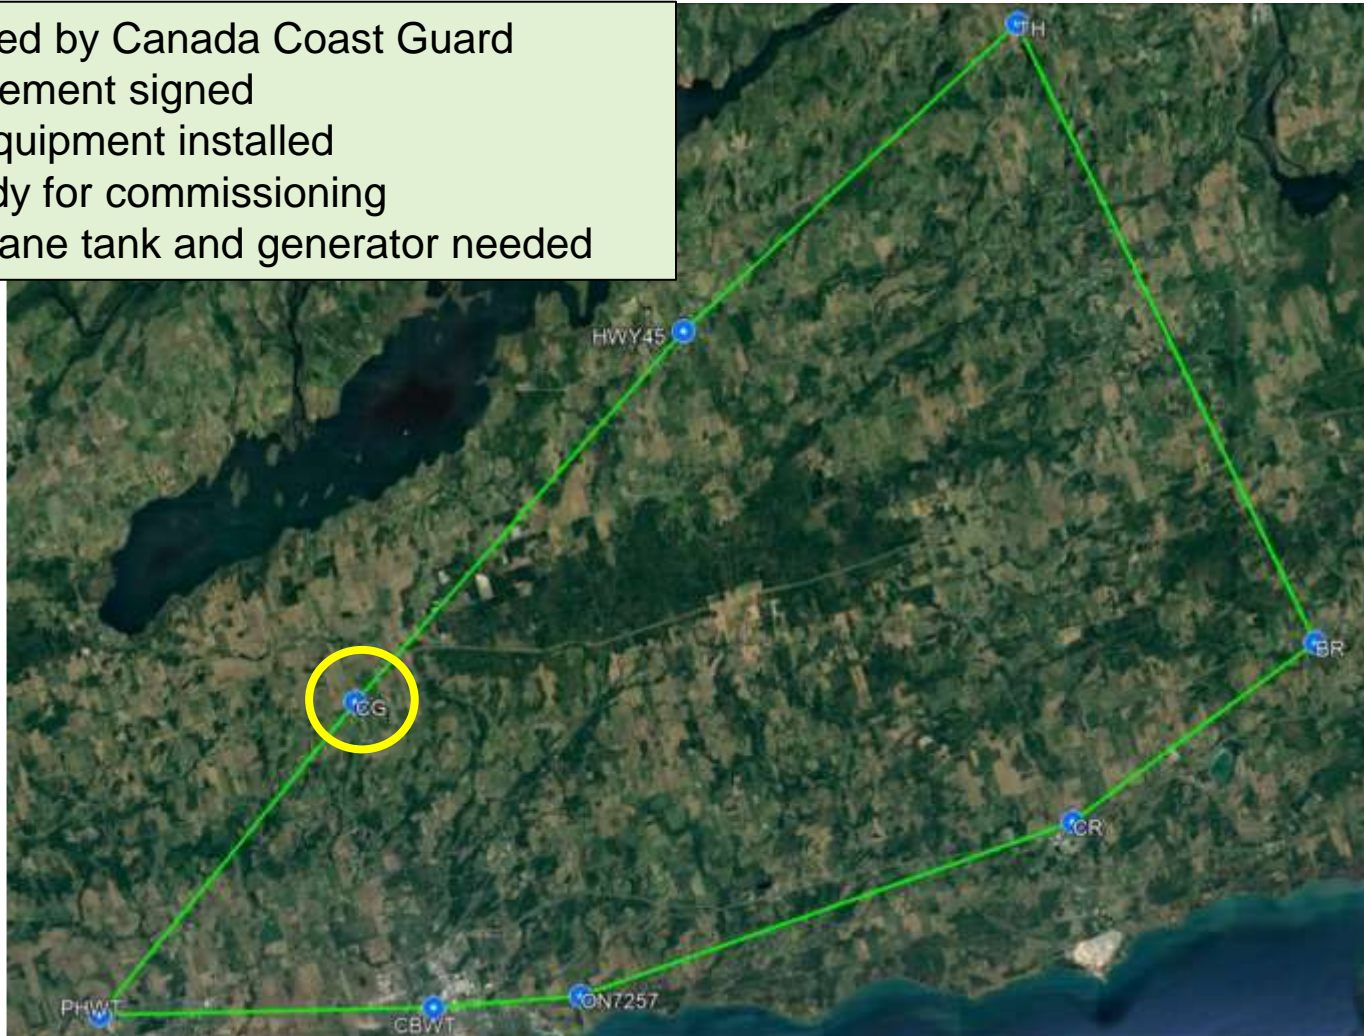 ed by Canada Coast Guard
ement signed
quipment installed
dy for commissioning
ane tank and generator needed
TH
HWY45
BR
CG
CR
ON7257
PHWT
CBWT